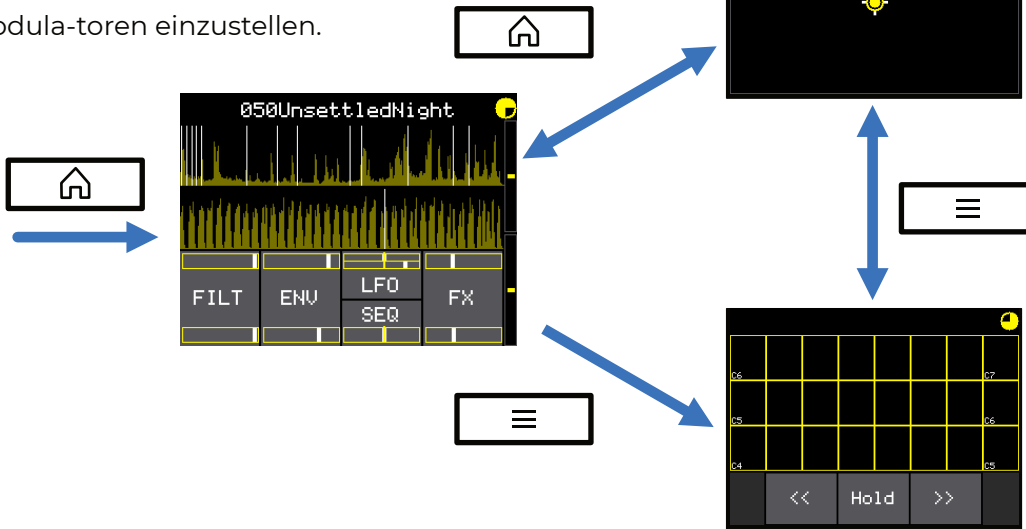 odula-toren einzustellen.
050UnsettledNight
FILT
ENV
LFO
SEQ
FX
C6
C7
C5
C6
C4
C5
<<
Hold
>>